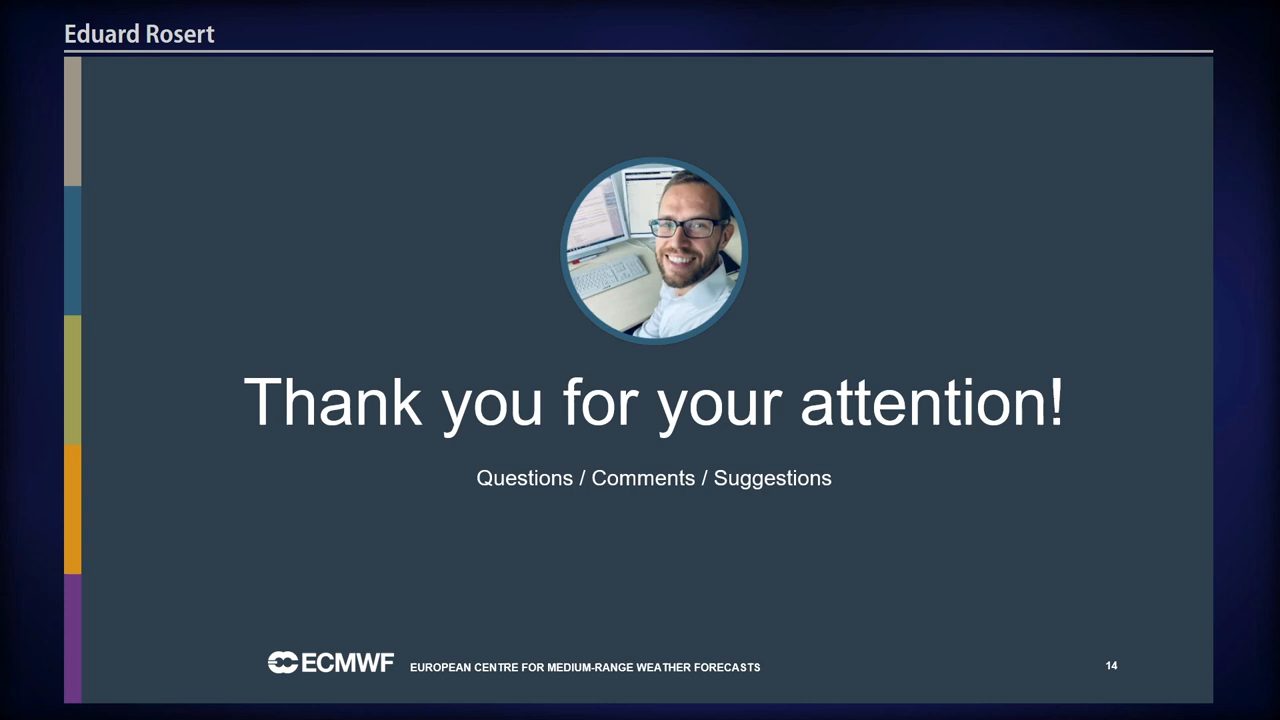 Eduard Rosert
Thank you for your attention!
Questions / Comments / Suggestions
ECMWF EUROPEAN CENTRE FOR MEDIUM-RANGE WEATHER FORECASTS 14